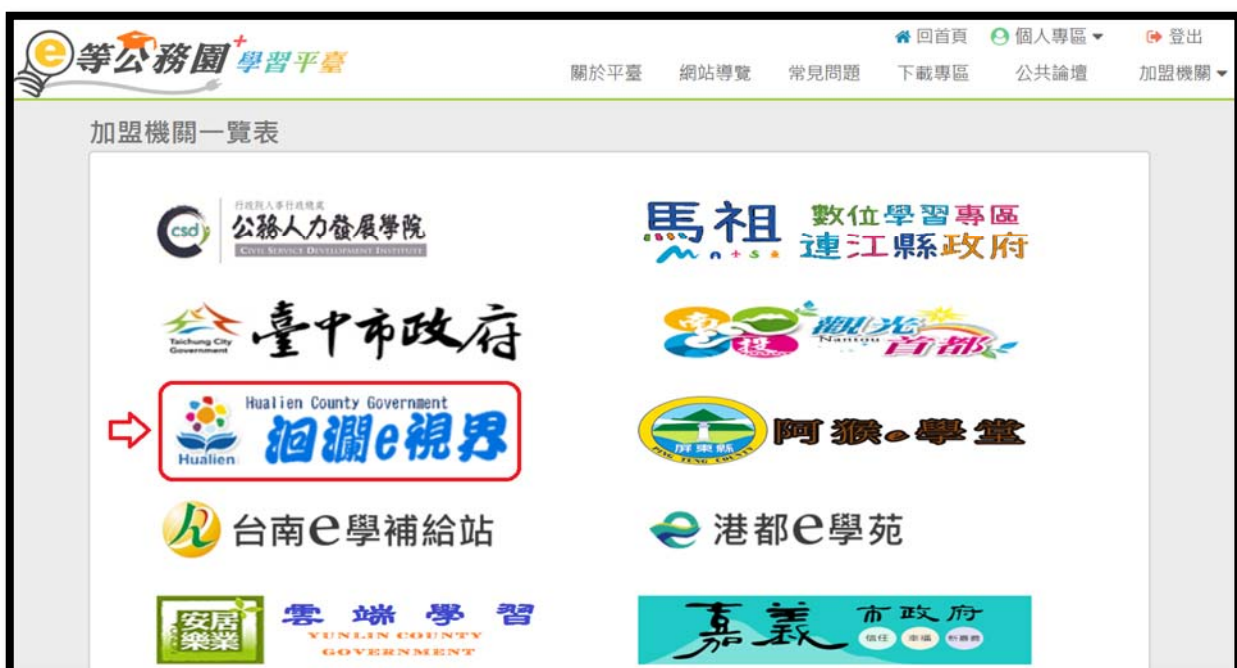 e等公務園+學習平臺
回首頁 個人專區 登出
關於平臺 網站導覽 常見問題 下載專區 公共論壇 加盟機關
加盟機關一覽表
csd 行政院人事行政總處
公務人力發展學院
CIVIL SERVICE DEVELOPMENT INSTITUTE
馬祖 數位學習專區
Matsu 連江縣政府
Taichung City Government 臺中市政府
南投 觀光
Nantou 首都
Hualien County Government
Hualien 洄瀾e視界
屏東縣 PING TUNG COUNTY 阿猴e學堂
台南e學補給站
港都e學苑
安居樂業 雲端學習
YUNLIN COUNTY
GOVERNMENT
嘉義市政府
信任 幸福